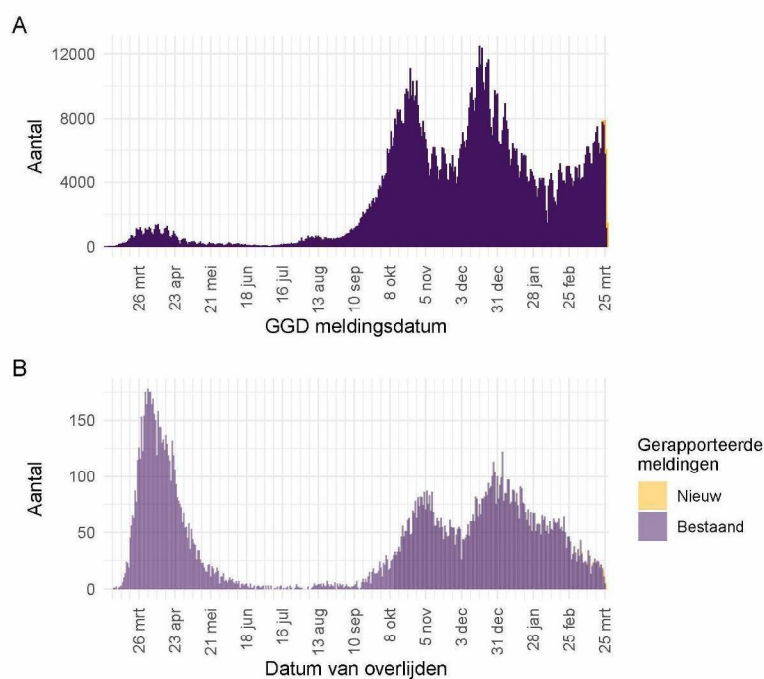 A
12000
8000
4000
0
Aantal
26 mrt
23 apr
21 mei
18 jun
16 jul
13 aug
10 sep
8 okt
5 nov
3 dec
31 dec
28 jan
25 feb
25 mrt
GGD meldingsdatum
B
150
100
50
0
Aantal
26 mrt
23 apr
21 mei
18 jun
16 jul
13 aug
10 sep
8 okt
5 nov
3 dec
31 dec
28 jan
25 feb
25 mrt
Datum van overlijden
Gerapporteerde
meldingen
Nieuw
Bestaand